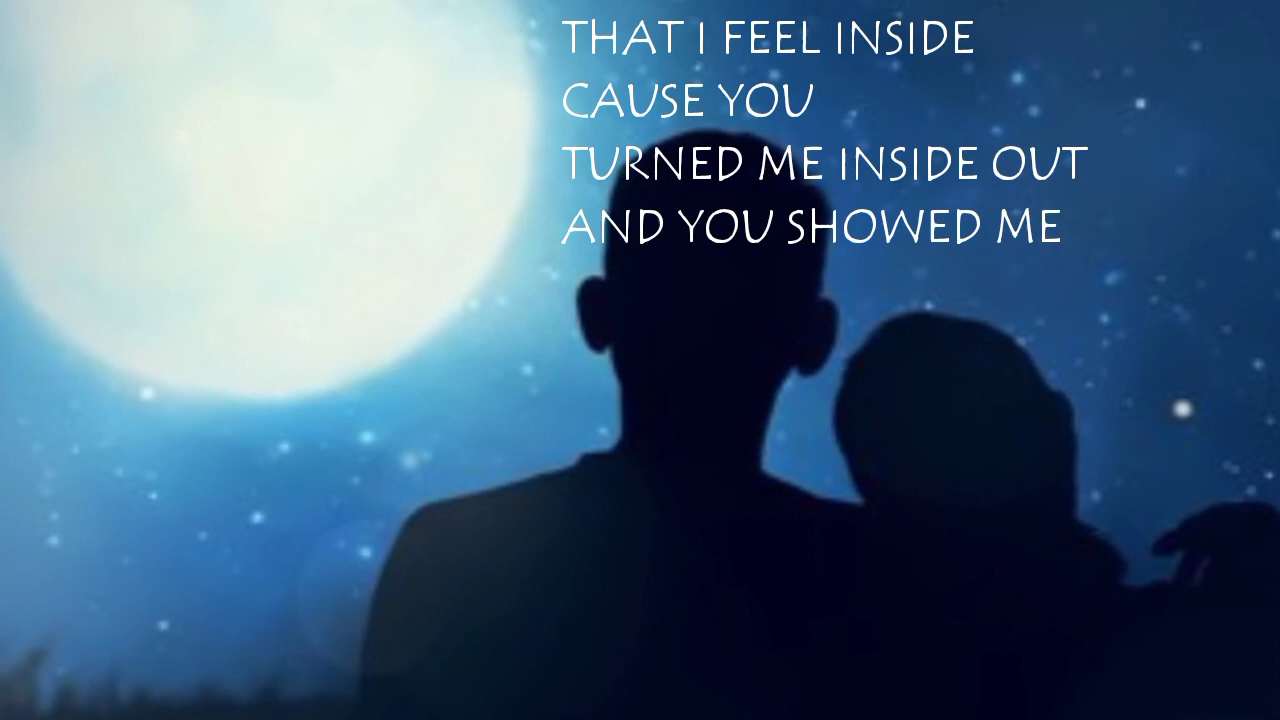 THAT I FEEL INSIDE
CAUSE YOU
TURNED ME INSIDE OUT
AND YOU SHOWED ME